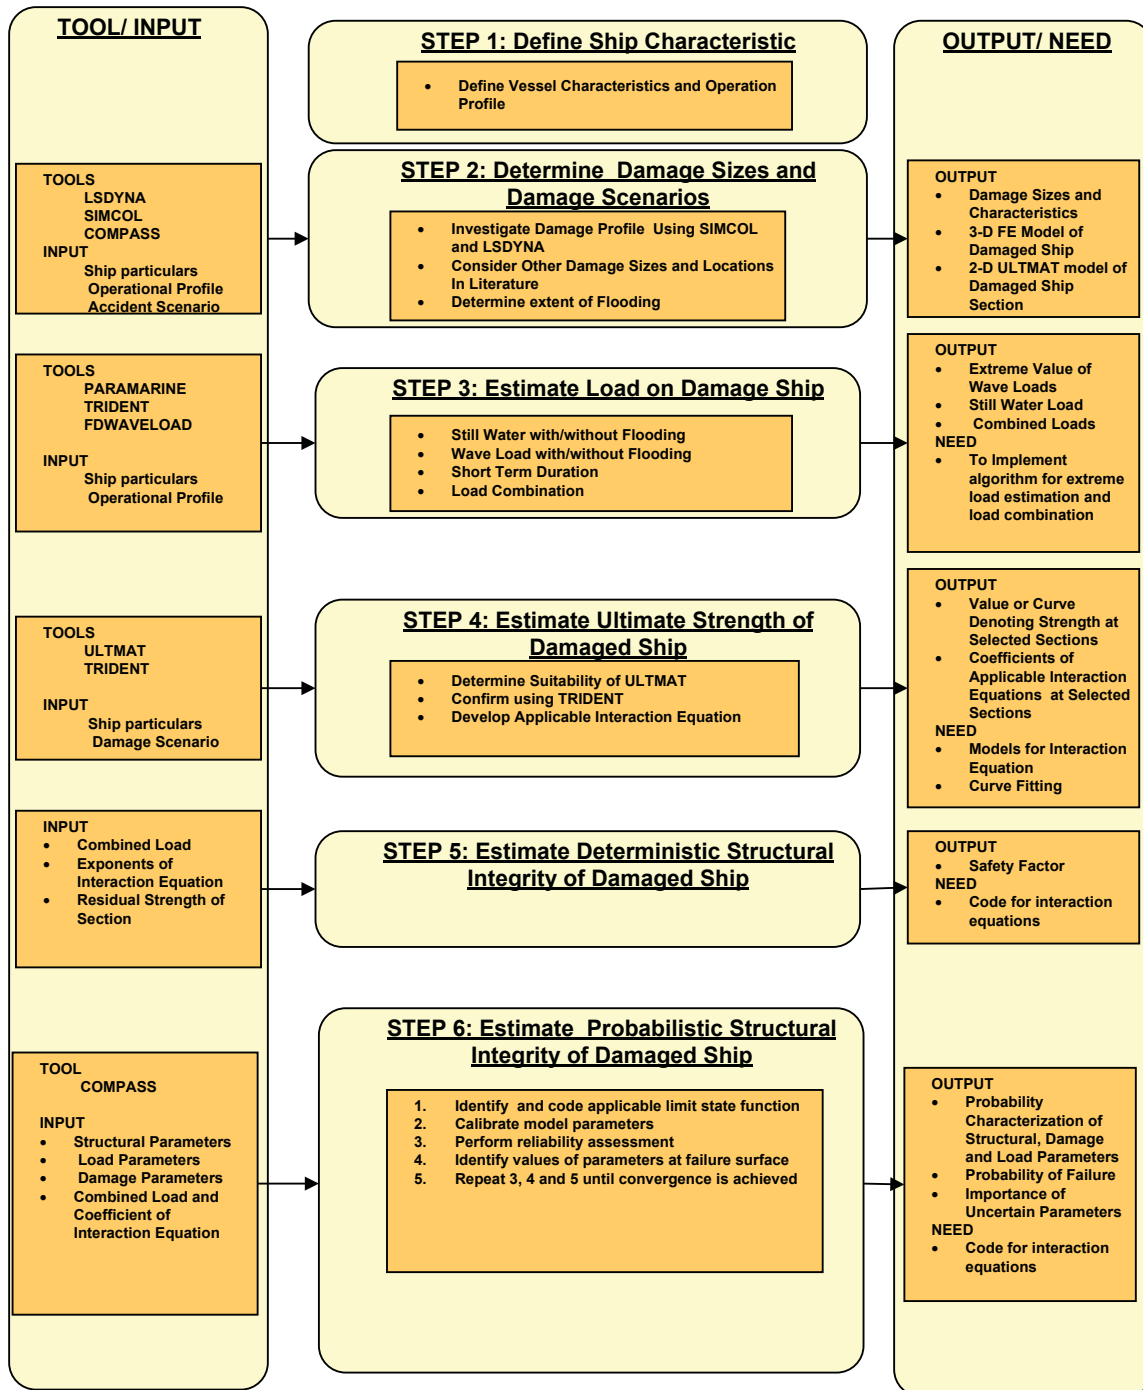 TOOL/ INPUT
STEP 1: Define Ship Characteristic
• Define Vessel Characteristics and Operation
Profile
OUTPUT/ NEED
TOOLS
LSDYNA
SIMCOL
COMPASS
INPUT
Ship particulars
Operational Profile
Accident Scenario
STEP 2: Determine Damage Sizes and
Damage Scenarios
• Investigate Damage Profile Using SIMCOL
and LSDYNA
• Consider Other Damage Sizes and Locations
In Literature
• Determine extent of Flooding
OUTPUT
• Damage Sizes and
Characteristics
• 3-D FE Model of
Damaged Ship
• 2-D ULTMAT model of
Damaged Ship
Section
TOOLS
PARAMARINE
TRIDENT
FDWAVELOAD
INPUT
Ship particulars
Operational Profile
STEP 3: Estimate Load on Damage Ship
• Still Water with/without Flooding
• Wave Load with/without Flooding
• Short Term Duration
• Load Combination
OUTPUT
• Extreme Value of
Wave Loads
• Still Water Load
• Combined Loads
NEED
• To Implement
algorithm for extreme
load estimation and
load combination
TOOLS
ULTMAT
TRIDENT
INPUT
Ship particulars
Damage Scenario
STEP 4: Estimate Ultimate Strength of
Damaged Ship
• Determine Suitability of ULTMAT
• Confirm using TRIDENT
• Develop Applicable Interaction Equation
OUTPUT
• Value or Curve
Denoting Strength at
Selected Sections
• Coefficients of
Applicable Interaction
Equations at Selected
Sections
NEED
• Models for Interaction
Equation
• Curve Fitting
INPUT
• Combined Load
• Exponents of
Interaction Equation
• Residual Strength of
Section
STEP 5: Estimate Deterministic Structural
Integrity of Damaged Ship
OUTPUT
• Safety Factor
NEED
• Code for interaction
equations
TOOL
COMPASS
INPUT
• Structural Parameters
• Load Parameters
• Damage Parameters
• Combined Load and
Coefficient of
Interaction Equation
STEP 6: Estimate Probabilistic Structural
Integrity of Damaged Ship
1. Identify and code applicable limit state function
2. Calibrate model parameters
3. Perform reliability assessment
4. Identify values of parameters at failure surface
5. Repeat 3, 4 and 5 until convergence is achieved
OUTPUT
• Probability
Characterization of
Structural, Damage
and Load Parameters
• Probability of Failure
• Importance of
Uncertain Parameters
NEED
• Code for interaction
equations